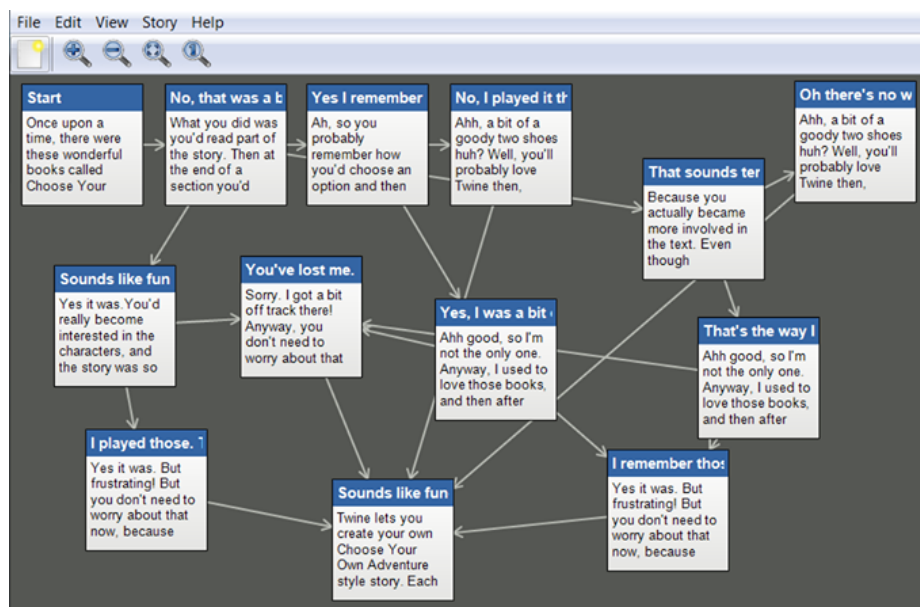 File Edit View Story Help
Start
Once upon a
time, there were
these wonderful
books called
Choose Your
No, that was a b
What you did was
you'd read part of
the story. Then at
the end of a
section you'd
Yes I remember
Ah, so you
probably
remember how
you'd choose an
option and then
No, I played it th
Ahh, a bit of a
goody two shoes
huh? Well, you'll
probably love
Twine then,
Oh there's no w
Ahh, a bit of a
goody two shoes
huh? Well, you'll
probably love
Twine then,
That sounds ter
Because you
actually became
more involved in
the text. Even
though
Sounds like fun
Yes it was.You'd
really become
interested in the
characters, and
the story was so
You've lost me.
Sorry. I got a bit
off track there!
Anyway, you
don't need to
worry about that
Yes, I was a bit
Ahh good, so I'm
not the only one.
Anyway, I used to
love those books,
and then after
That's the way I
Ahh good, so I'm
not the only one.
Anyway, I used to
love those books,
and then after
I played those. T
Yes it was. But
frustrating! But
you don't need to
worry about that
now, because
Sounds like fun
Twine lets you
create your own
Choose Your
Own Adventure
style story. Each
I remember thos
Yes it was. But
frustrating! But
you don't need to
worry about that
now, because